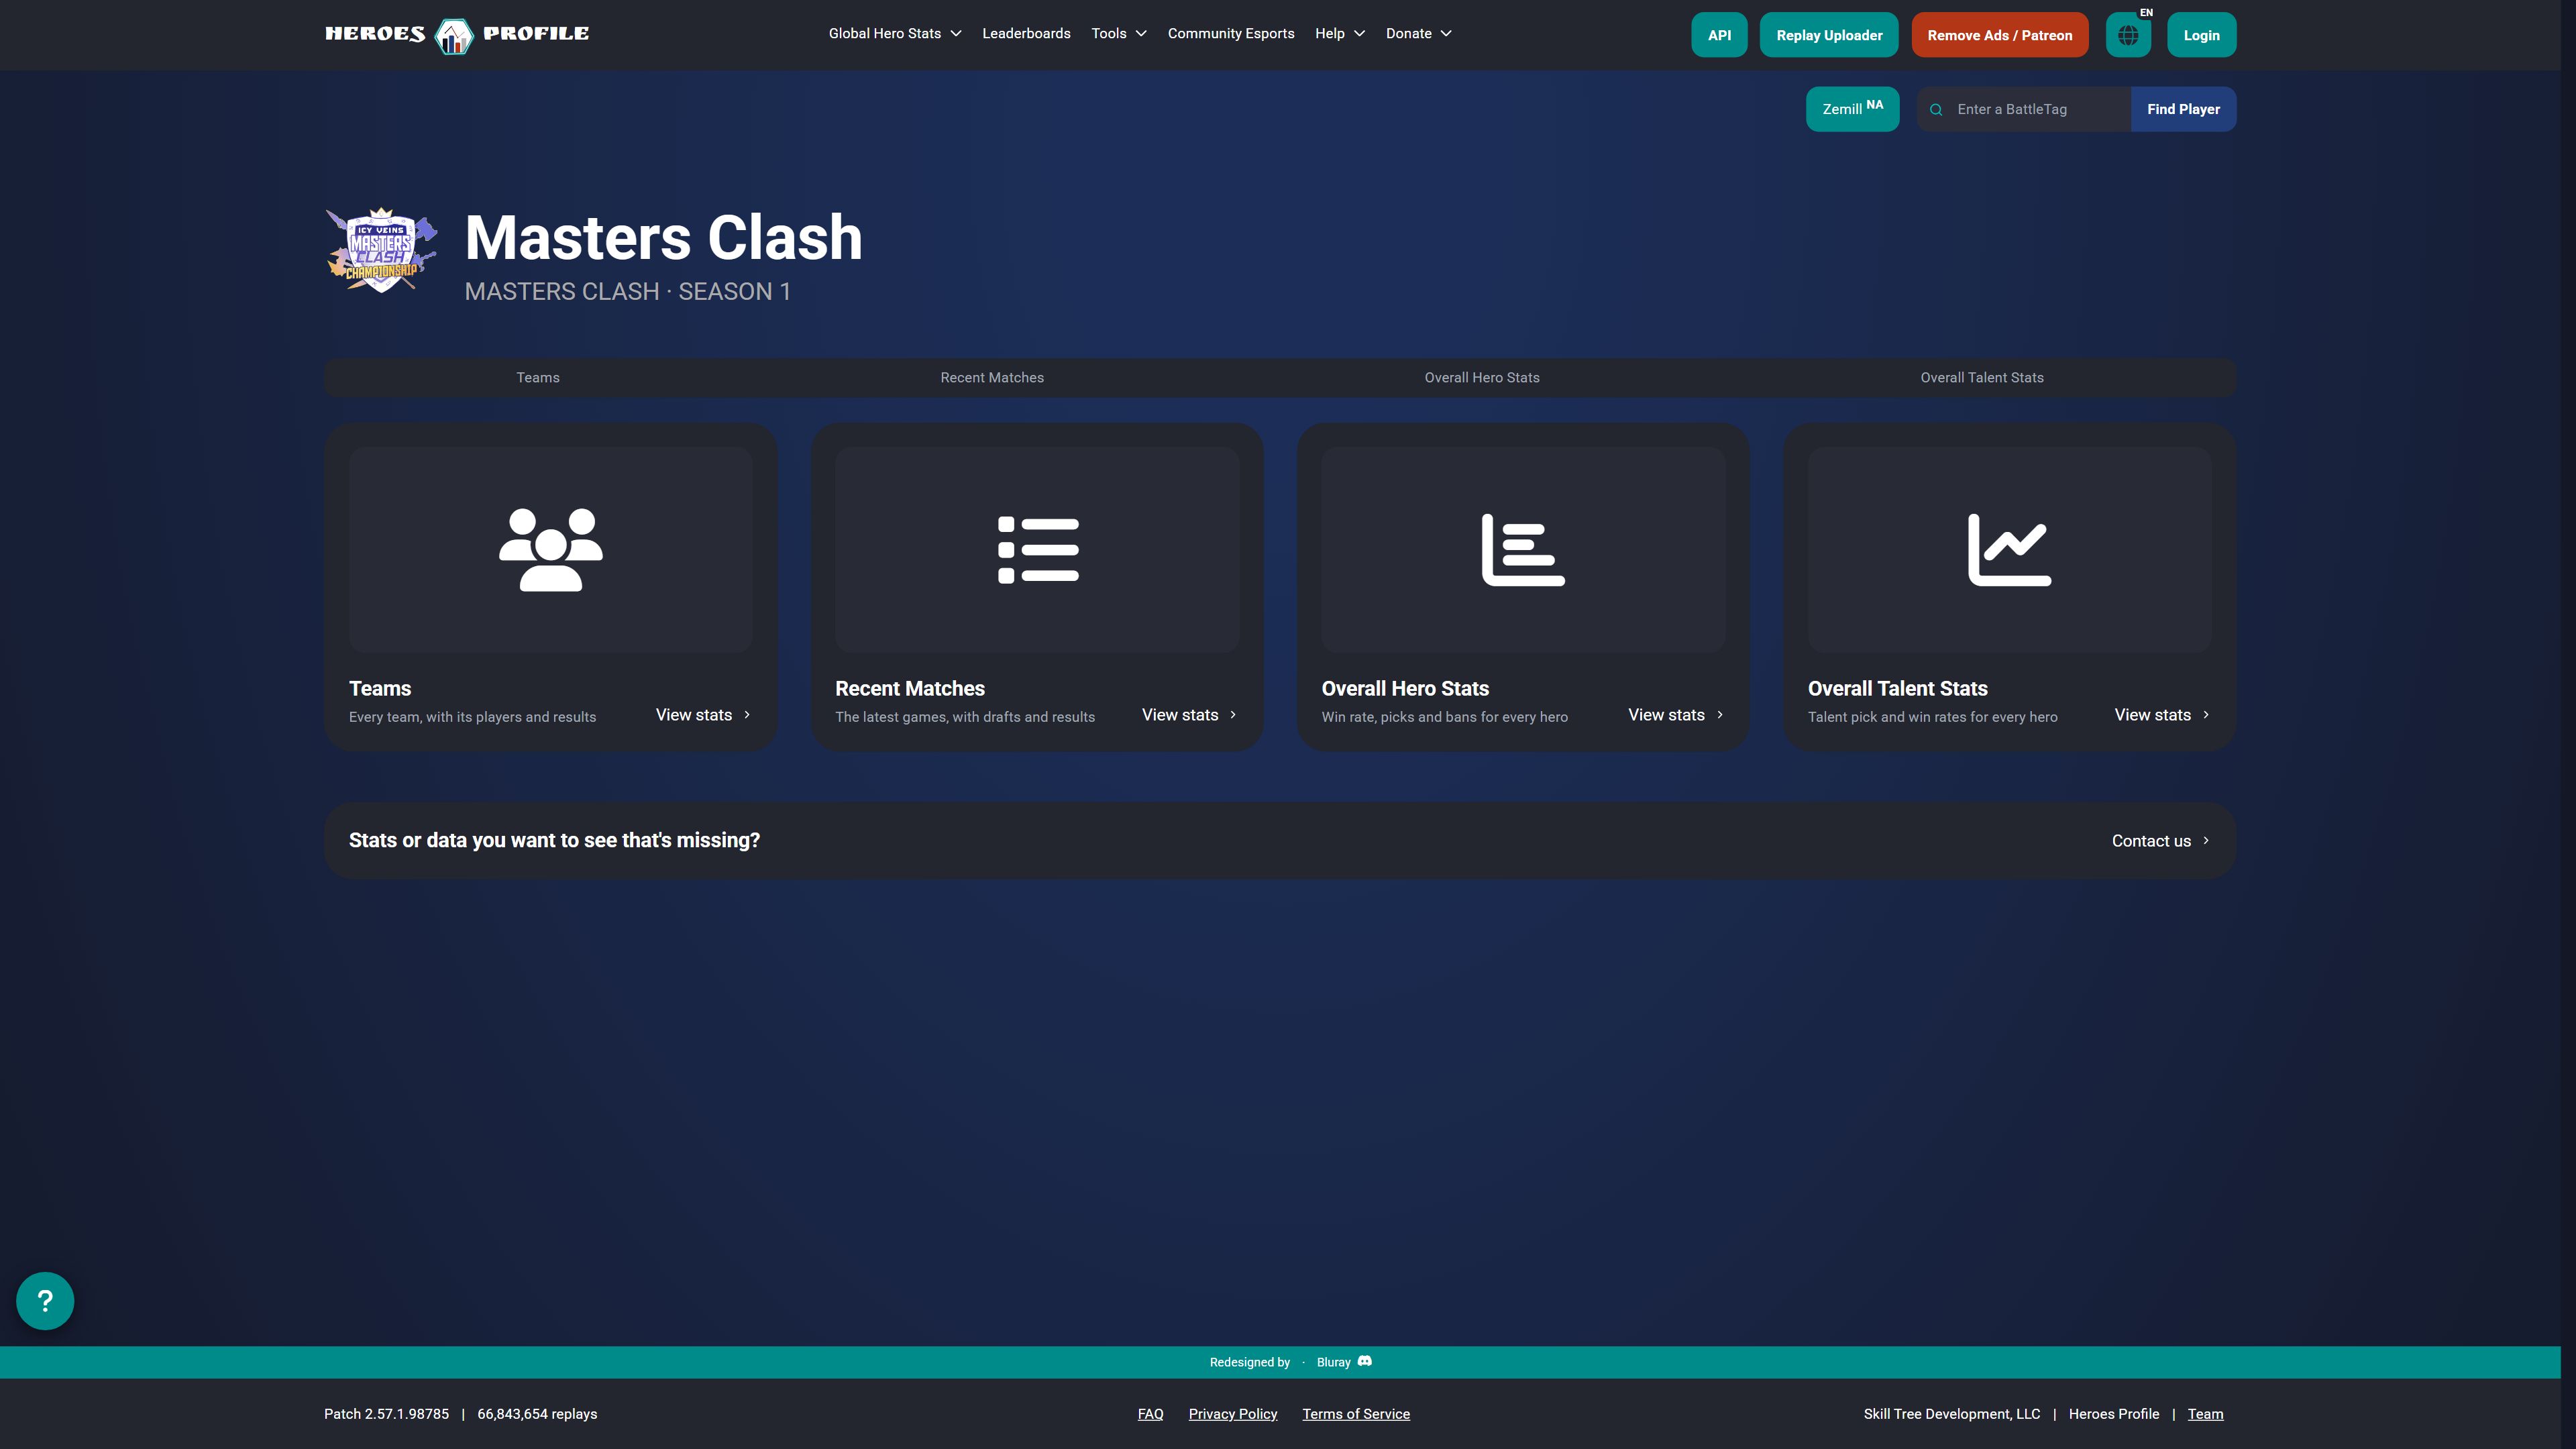 HEROES PROFILE
Global Hero Stats Leaderboards Tools Community Esports Help Donate
API Replay Uploader Remove Ads / Patreon EN Login
Zemill NA Enter a BattleTag Find Player
ICY VEINS
MASTERS
CLASH
CHAMPIONSHIP
Masters Clash
MASTERS CLASH · SEASON 1
Teams Recent Matches Overall Hero Stats Overall Talent Stats
Teams
Every team, with its players and results View stats
Recent Matches
The latest games, with drafts and results View stats
Overall Hero Stats
Win rate, picks and bans for every hero View stats
Overall Talent Stats
Talent pick and win rates for every hero View stats
Stats or data you want to see that's missing? Contact us
?
Redesigned by · Bluray
Patch 2.57.1.98785 | 66,843,654 replays FAQ Privacy Policy Terms of Service Skill Tree Development, LLC | Heroes Profile | Team